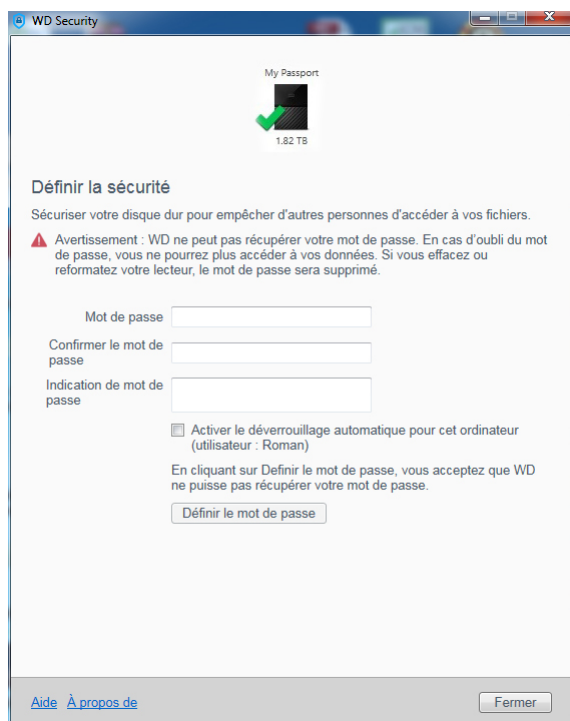 WD Security
My Passport
1.82 TB
Définir la sécurité
Sécuriser votre disque dur pour empêcher d'autres personnes d'accéder à vos fichiers.
Avertissement : WD ne peut pas récupérer votre mot de passe. En cas d'oubli du mot
de passe, vous ne pourrez plus accéder à vos données. Si vous effacez ou
reformatez votre lecteur, le mot de passe sera supprimé.
Mot de passe
Confirmer le mot de
passe
Indication de mot de
passe
Activer le déverrouillage automatique pour cet ordinateur
(utilisateur : Roman)
En cliquant sur Definir le mot de passe, vous acceptez que WD
ne puisse pas récupérer votre mot de passe.
Définir le mot de passe
Aide À propos de
Fermer